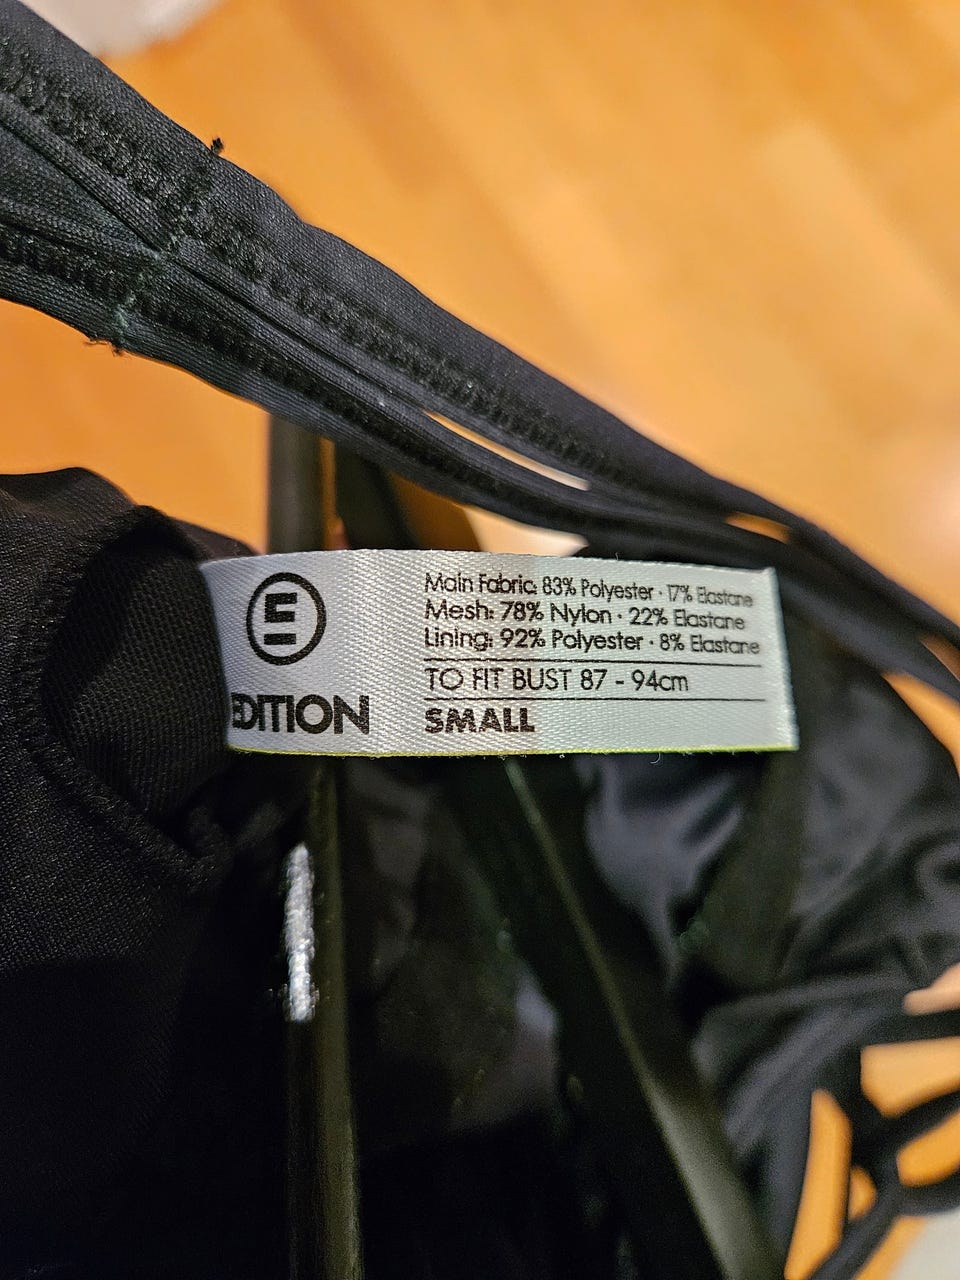 EDITION
Main Fabric: 83% Polyester · 17% Elastane
Mesh: 78% Nylon · 22% Elastane
Lining: 92% Polyester · 8% Elastane
TO FIT BUST 87 - 94cm
SMALL